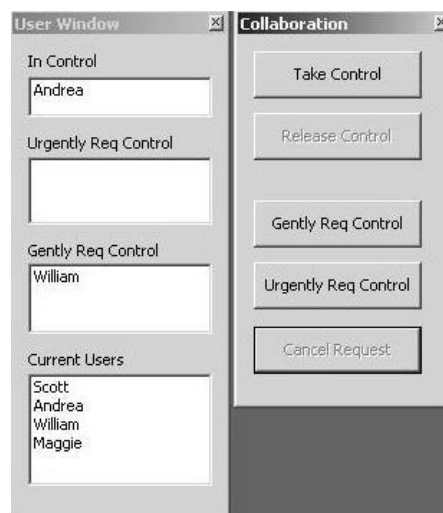 User Window
In Control
Andrea
Urgently Req Control
Gently Req Control
William
Current Users
Scott
Andrea
William
Maggie
Collaboration
Take Control
Release Control
Gently Req Control
Urgently Req Control
Cancel Request